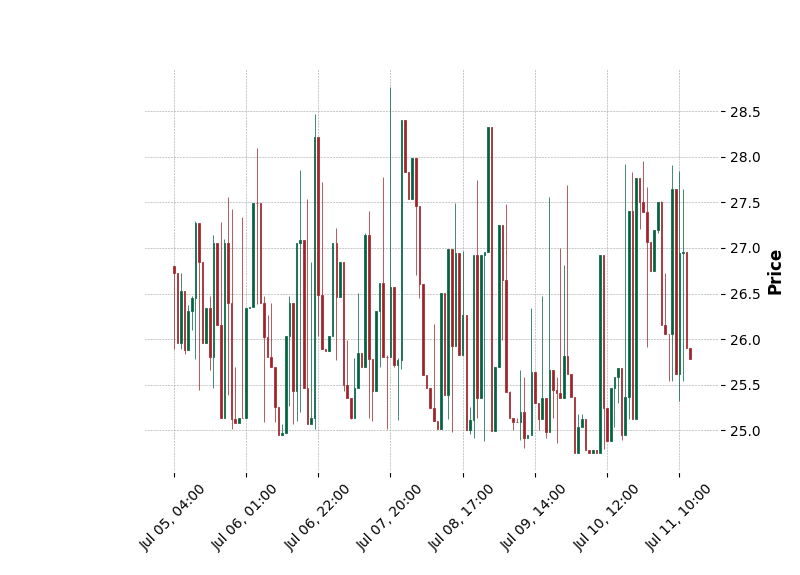 28.5
28.0
27.5
27.0
26.5
26.0
25.5
25.0
Price
Jul 05, 04:00
Jul 06, 01:00
Jul 06, 22:00
Jul 07, 20:00
Jul 08, 17:00
Jul 09, 14:00
Jul 10, 12:00
Jul 11, 10:00